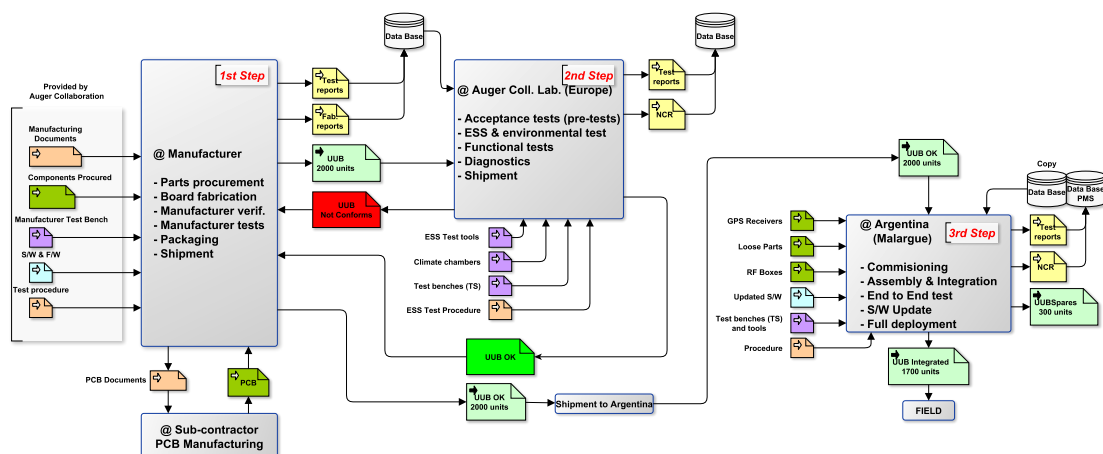 Provided by
Auger Collaboration
Manufacturing
Documents
Components Procured
Manufacturer Test Bench
S/W & F/W
Test procedure
1st Step
@ Manufacturer
- Parts procurement
- Board fabrication
- Manufacturer verif.
- Manufacturer tests
- Packaging
- Shipment
PCB Documents
PCB
@ Sub-contractor
PCB Manufacturing
Data Base
Test
reports
Fab.
reports
UUB
2000 units
UUB
Not Conforms
2nd Step
@ Auger Coll. Lab. (Europe)
- Acceptance tests (pre-tests)
- ESS & environmental test
- Functional tests
- Diagnostics
- Shipment
ESS Test tools
Climate chambers
Test benches (TS)
ESS Test Procedure
UUB OK
UUB OK
2000 units
Shipment to Argentina
Data Base
Test
reports
NCR
UUB OK
2000 units
Copy
Data Base
Data Base
PMS
GPS Receivers
Loose Parts
RF Boxes
Updated S/W
Test benches (TS)
and tools
Procedure
3rd Step
@ Argentina
(Malargue)
- Commisioning
- Assembly & Integration
- End to End test
- S/W Update
- Full deployment
Test
reports
NCR
UUBSpares
300 units
UUB Integrated
1700 units
FIELD